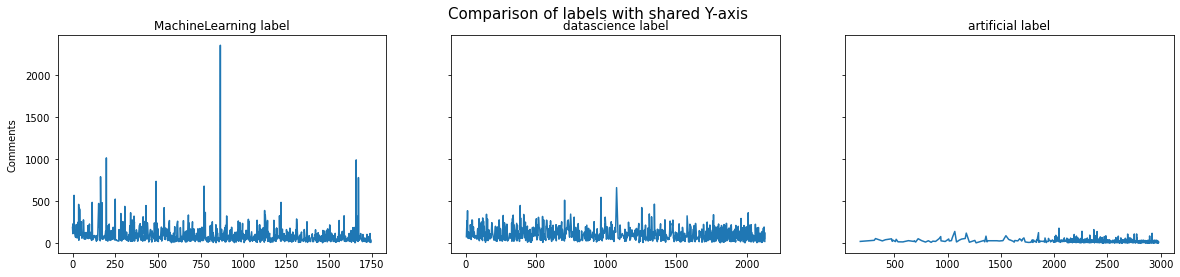 Comparison of labels with shared Y-axis
MachineLearning label
datascience label
artificial label
Comments
2000
1500
1000
500
0
0 250 500 750 1000 1250 1500 1750
0 500 1000 1500 2000
500 1000 1500 2000 2500 3000